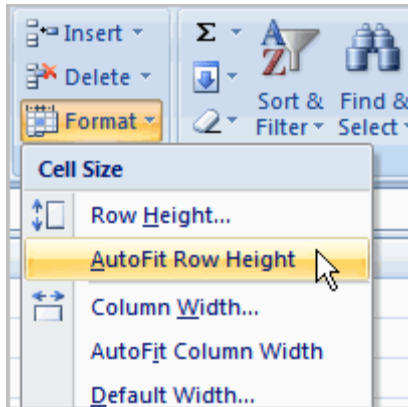 Insert
Delete
Format
Σ
AZ
Sort & Filter
Find & Select
Cell Size
Row Height...
AutoFit Row Height
Column Width...
AutoFit Column Width
Default Width...